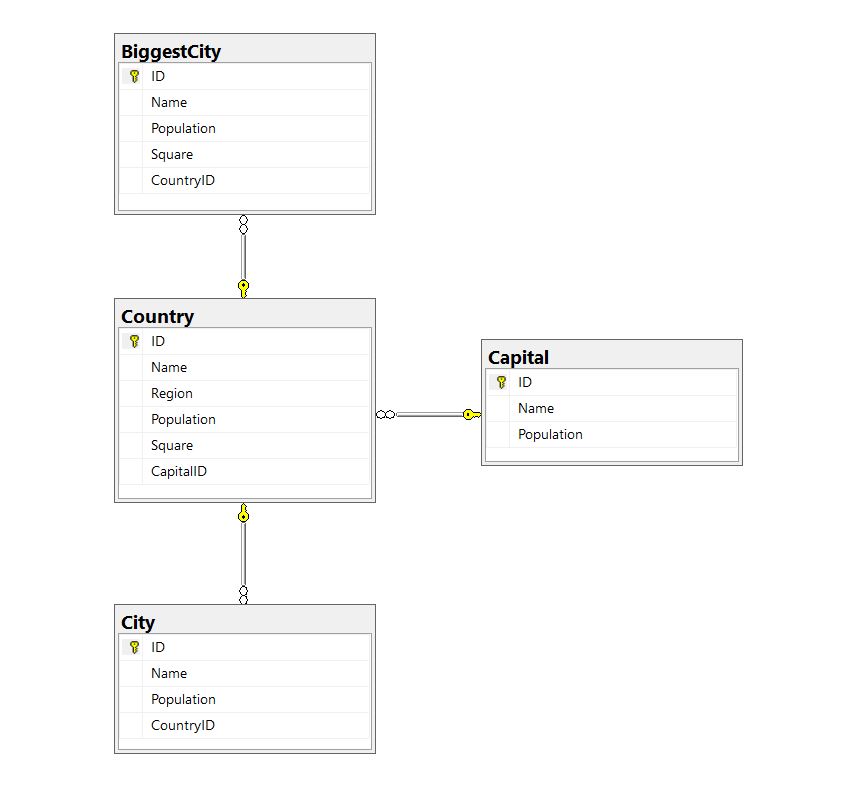 BiggestCity
ID
Name
Population
Square
CountryID
Country
ID
Name
Region
Population
Square
CapitalID
Capital
ID
Name
Population
City
ID
Name
Population
CountryID